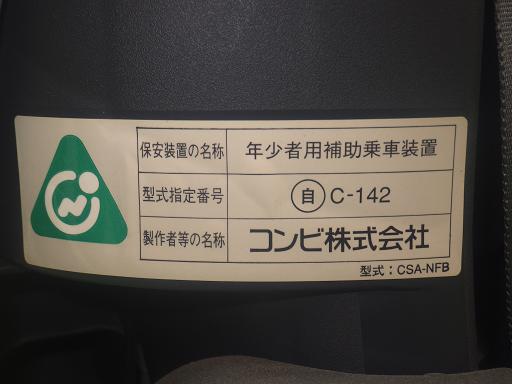 保安装置の名称 年少者用補助乗車装置
型式指定番号 自 C-142
製作者等の名称 コンビ株式会社
型式：CSA-NFB